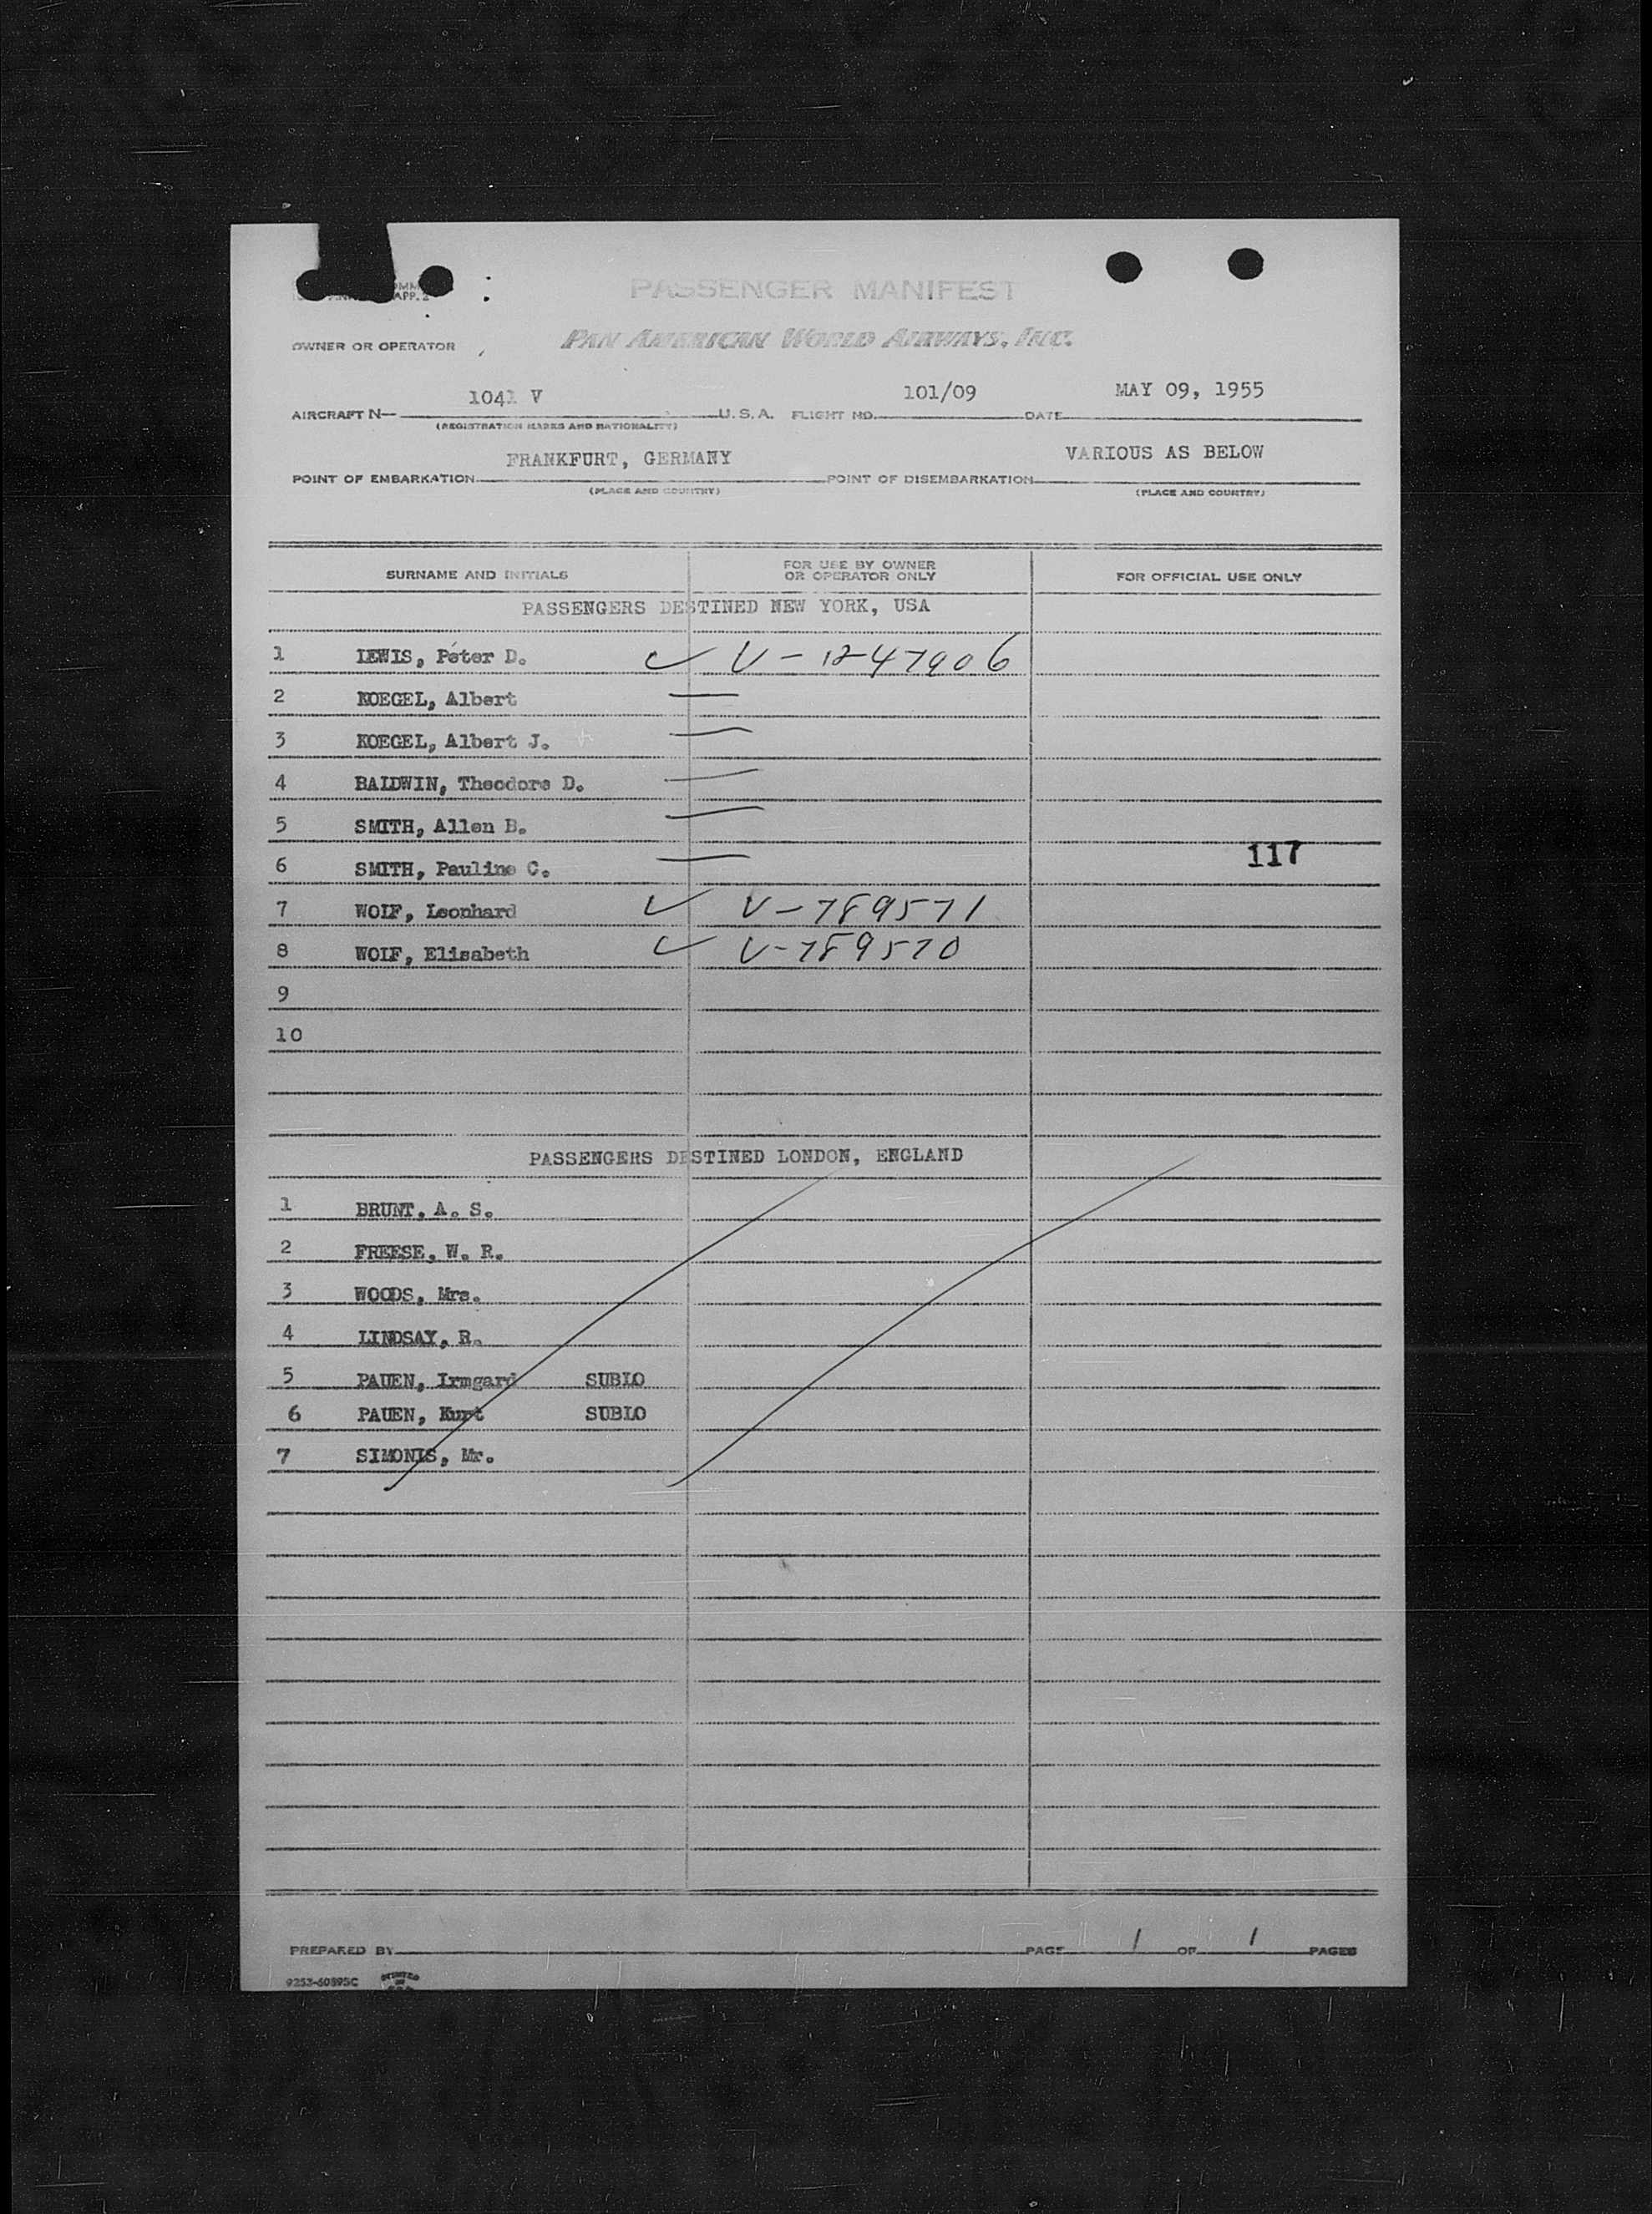 PASSENGER MANIFEST
OWNER OR OPERATOR PAN AMERICAN WORLD AIRWAYS, INC.
AIRCRAFT N— 1041 V U.S.A. FLIGHT NO. 101/09 DATE MAY 09, 1955
(REGISTRATION MARKS AND NATIONALITY)
POINT OF EMBARKATION FRANKFURT, GERMANY POINT OF DISEMBARKATION VARIOUS AS BELOW
(PLACE AND COUNTRY) (PLACE AND COUNTRY)
SURNAME AND INITIALS FOR USE BY OWNER OR OPERATOR ONLY FOR OFFICIAL USE ONLY
PASSENGERS DESTINED NEW YORK, USA
1 LEWIS, Peter D. ✓ V-1247906
2 KOEGEL, Albert —
3 KOEGEL, Albert J. —
4 BALDWIN, Theodore D. —
5 SMITH, Allen B. —
6 SMITH, Pauline C. — 117
7 WOLF, Leonhard ✓ V-789571
8 WOLF, Elisabeth ✓ V-789570
9
10
PASSENGERS DESTINED LONDON, ENGLAND
1 BRUNT, A. S.
2 FREESE, W. R.
3 WOODS, Mrs.
4 LINDSAY, R.
5 PAUEN, Irmgard SUBLO
6 PAUEN, Kurt SUBLO
7 SIMONIS, Mr.
PREPARED BY PAGE 1 OF 1 PAGES
9253-60895C PRINTED IN